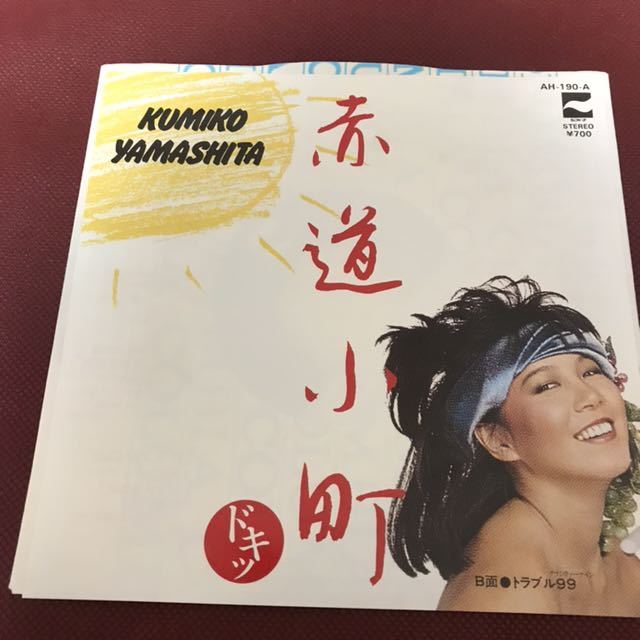 AH-190-A
STEREO
¥700
KUMIKO
YAMASHITA
赤道小町
ドキッ
B面●トラブル99